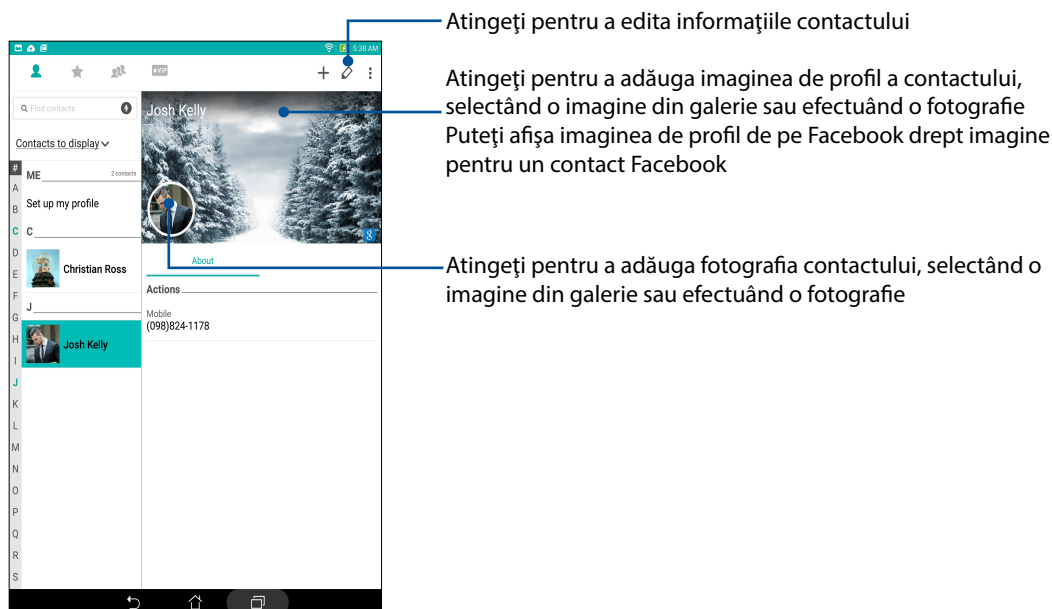 Atingeţi pentru a edita informaţiile contactului
5:38 AM
VIP
Find contacts
Josh Kelly
Atingeţi pentru a adăuga imaginea de profil a contactului,
selectând o imagine din galerie sau efectuând o fotografie
Puteţi afişa imaginea de profil de pe Facebook drept imagine
pentru un contact Facebook
Contacts to display
ME
2 contacts
Set up my profile
C
Christian Ross
J
Josh Kelly
#
A
B
C
D
E
F
G
H
I
J
K
L
M
N
O
P
Q
R
S
8
About
Actions
Mobile
(098)824-1178
Atingeţi pentru a adăuga fotografia contactului, selectând o
imagine din galerie sau efectuând o fotografie